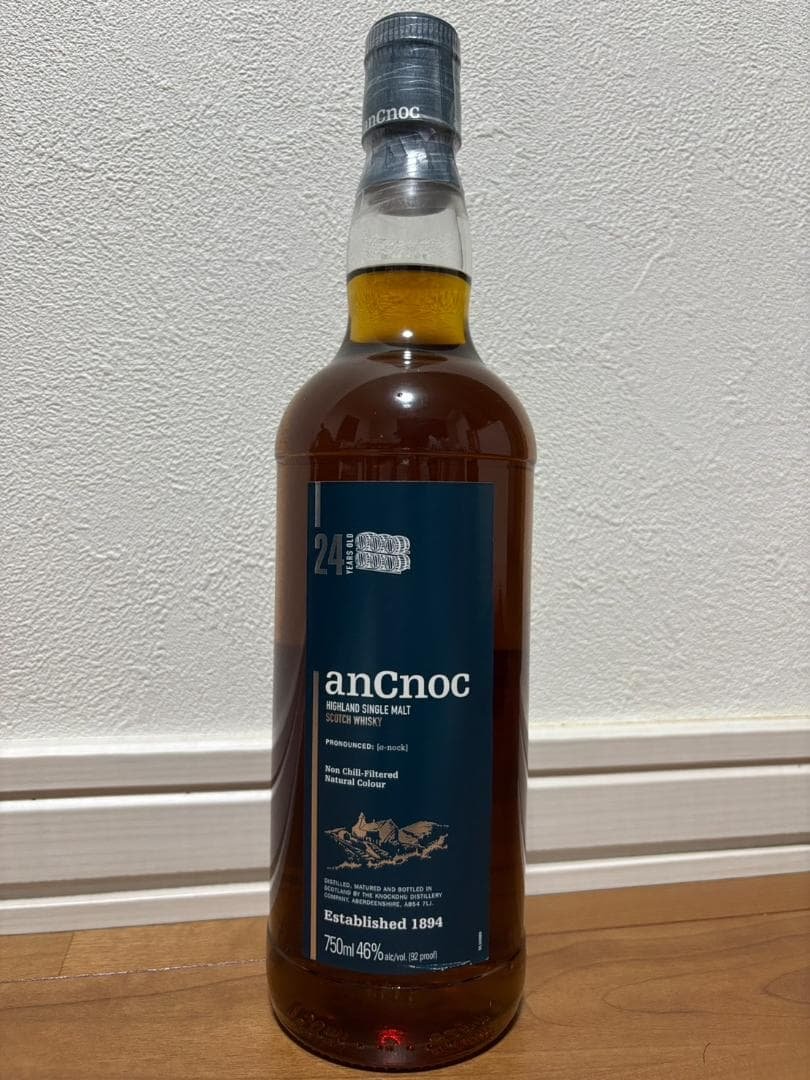 anCnoc
24
YEARS OLD
anCnoc
HIGHLAND SINGLE MALT
SCOTCH WHISKY
PRONOUNCED: [a-nock]
Non Chill-Filtered
Natural Colour
DISTILLED, MATURED AND BOTTLED IN
SCOTLAND BY THE KNOCKDHU DISTILLERY
COMPANY, ABERDEENSHIRE, AB54 7LJ.
Established 1894
750ml 46% alc/vol. (92 proof)